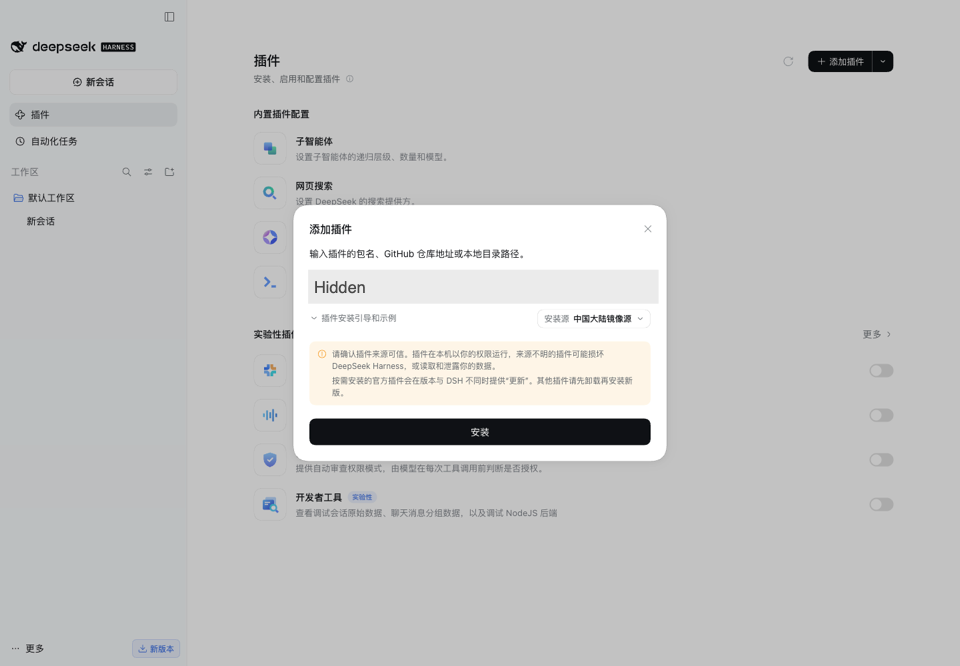 deepseek HARNESS
新会话
插件
自动化任务
工作区
默认工作区
新会话
更多
新版本
插件
安装、启用和配置插件
添加插件
内置插件配置
子智能体
设置子智能体的递归层级、数量和模型。
网页搜索
设置 DeepSeek 的搜索提供方。
添加插件
输入插件的包名、GitHub 仓库地址或本地目录路径。
Hidden
插件安装引导和示例
安装源 中国大陆镜像源
请确认插件来源可信。插件在本机以你的权限运行，来源不明的插件可能损坏
DeepSeek Harness，或读取和泄露你的数据。
按需安装的官方插件会在版本与 DSH 不同时提供“更新”。其他插件请先卸载再安装新
版。
安装
实验性插件
更多
提供自动审查权限模式，由模型在每次工具调用前判断是否授权。
开发者工具 实验性
查看调试会话原始数据、聊天消息分组数据，以及调试 NodeJS 后端